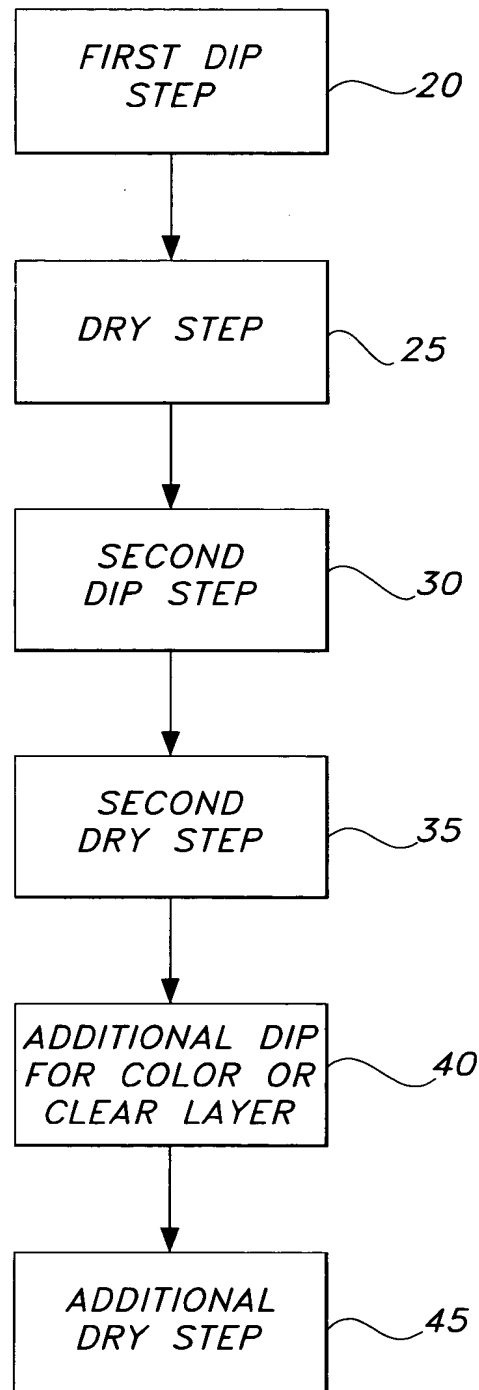 FIRST DIP
STEP
20
DRY STEP
25
SECOND
DIP STEP
30
SECOND
DRY STEP
35
ADDITIONAL DIP
FOR COLOR OR
CLEAR LAYER
40
ADDITIONAL
DRY STEP
45